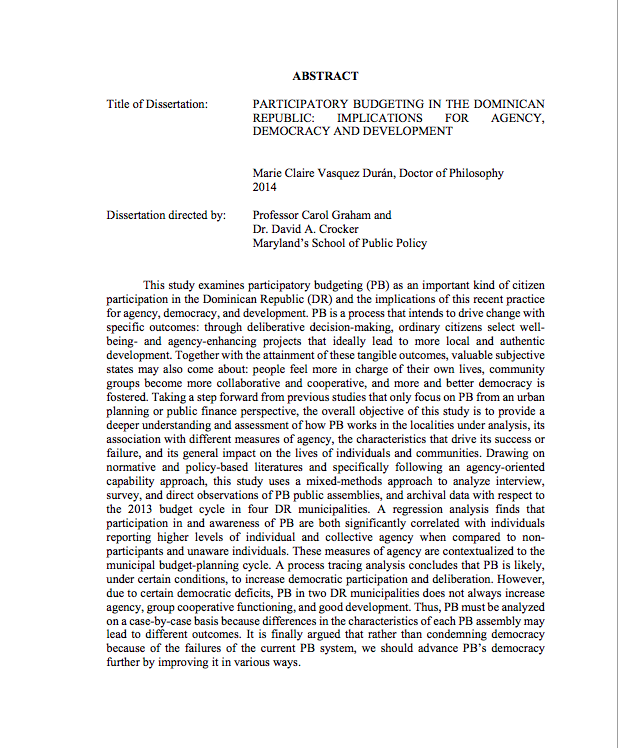 ABSTRACT
Title of Dissertation: PARTICIPATORY BUDGETING IN THE DOMINICAN
REPUBLIC: IMPLICATIONS FOR AGENCY,
DEMOCRACY AND DEVELOPMENT
Marie Claire Vasquez Durán, Doctor of Philosophy
2014
Dissertation directed by: Professor Carol Graham and
Dr. David A. Crocker
Maryland's School of Public Policy
This study examines participatory budgeting (PB) as an important kind of citizen
participation in the Dominican Republic (DR) and the implications of this recent practice
for agency, democracy, and development. PB is a process that intends to drive change with
specific outcomes: through deliberative decision-making, ordinary citizens select well-
being- and agency-enhancing projects that ideally lead to more local and authentic
development. Together with the attainment of these tangible outcomes, valuable subjective
states may also come about: people feel more in charge of their own lives, community
groups become more collaborative and cooperative, and more and better democracy is
fostered. Taking a step forward from previous studies that only focus on PB from an urban
planning or public finance perspective, the overall objective of this study is to provide a
deeper understanding and assessment of how PB works in the localities under analysis, its
association with different measures of agency, the characteristics that drive its success or
failure, and its general impact on the lives of individuals and communities. Drawing on
normative and policy-based literatures and specifically following an agency-oriented
capability approach, this study uses a mixed-methods approach to analyze interview,
survey, and direct observations of PB public assemblies, and archival data with respect to
the 2013 budget cycle in four DR municipalities. A regression analysis finds that
participation in and awareness of PB are both significantly correlated with individuals
reporting higher levels of individual and collective agency when compared to non-
participants and unaware individuals. These measures of agency are contextualized to the
municipal budget-planning cycle. A process tracing analysis concludes that PB is likely,
under certain conditions, to increase democratic participation and deliberation. However,
due to certain democratic deficits, PB in two DR municipalities does not always increase
agency, group cooperative functioning, and good development. Thus, PB must be analyzed
on a case-by-case basis because differences in the characteristics of each PB assembly may
lead to different outcomes. It is finally argued that rather than condemning democracy
because of the failures of the current PB system, we should advance PB's democracy
further by improving it in various ways.